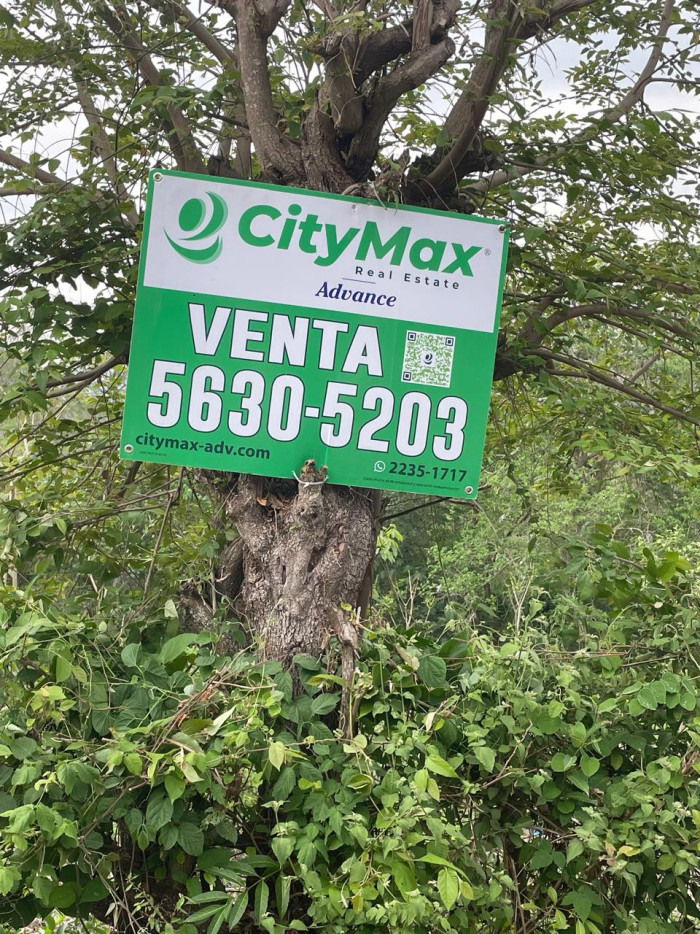 CityMax®
Real Estate
Advance
VENTA
5630-5203
citymax-adv.com
2235-1717